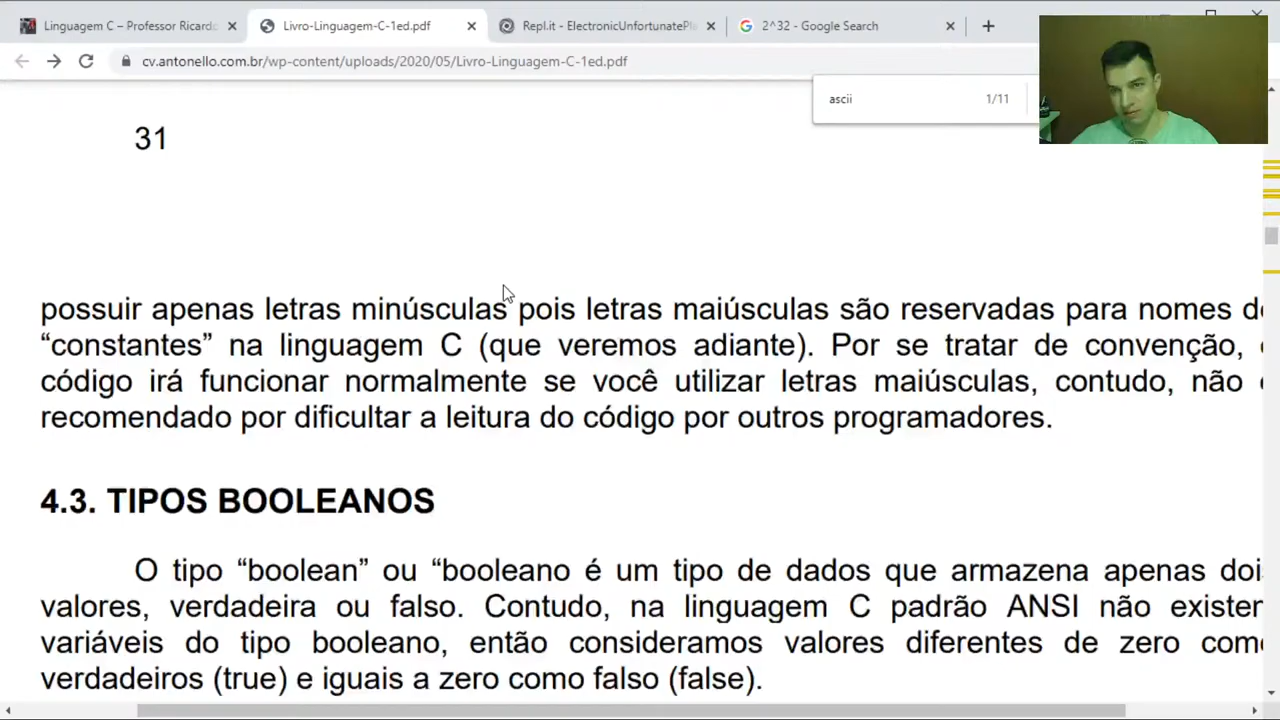 Linguagem C – Professor Ricardo
Livro-Linguagem-C-1ed.pdf
Repl.it - ElectronicUnfortunatePl
2^32 - Google Search
cv.antonello.com.br/wp-content/uploads/2020/05/Livro-Linguagem-C-1ed.pdf
ascii 1/11
31
possuir apenas letras minúsculas pois letras maiúsculas são reservadas para nomes de
“constantes” na linguagem C (que veremos adiante). Por se tratar de convenção,
código irá funcionar normalmente se você utilizar letras maiúsculas, contudo, não
recomendado por dificultar a leitura do código por outros programadores.
4.3. TIPOS BOOLEANOS
O tipo “boolean” ou “booleano é um tipo de dados que armazena apenas doi
valores, verdadeira ou falso. Contudo, na linguagem C padrão ANSI não existen
variáveis do tipo booleano, então consideramos valores diferentes de zero como
verdadeiros (true) e iguais a zero como falso (false).